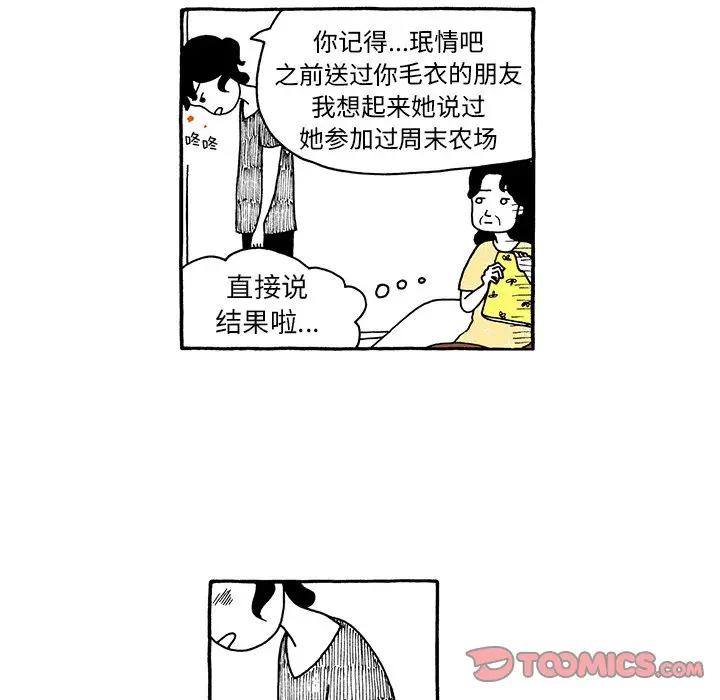 你记得...珉情吧
之前送过你毛衣的朋友
我想起来她说过
她参加过周末农场
咚咚
直接说
结果啦...
TOOMICS.COM